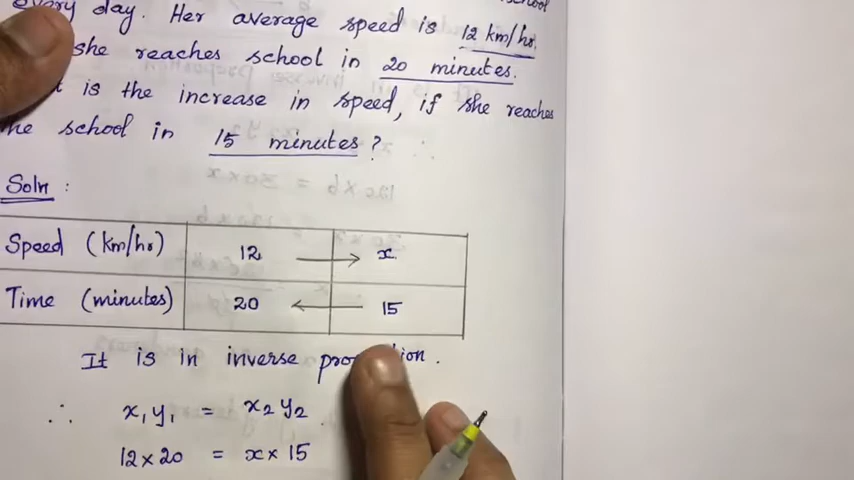 every day. Her average speed is 12 km/hr.
she reaches school in 20 minutes.
is the increase in speed, if she reaches
school in 15 minutes?
Soln :
Speed (km/hr) 12 → x
Time (minutes) 20 ← 15
It is in inverse .
∴ x₁y₁ = x₂y₂
12×20 = x×15